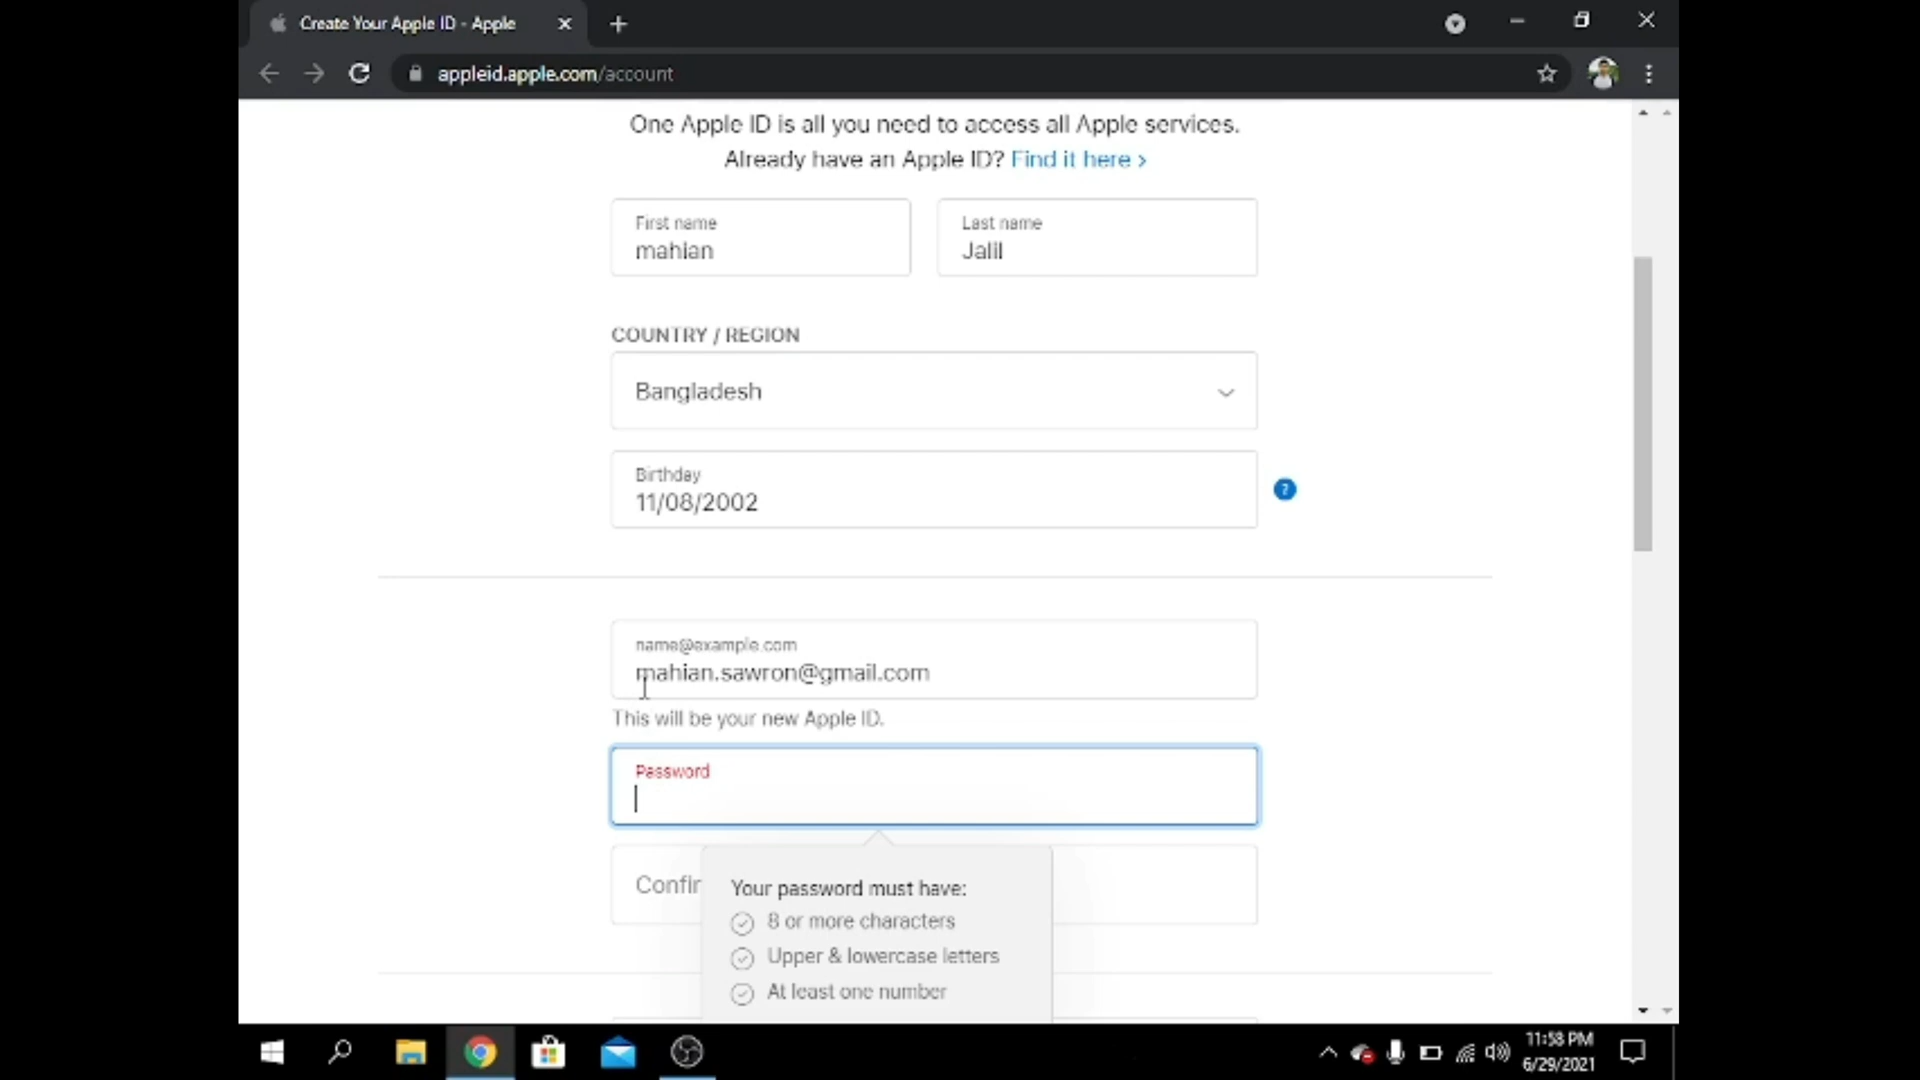 Create Your Apple ID - Apple
appleid.apple.com/account
One Apple ID is all you need to access all Apple services.
Already have an Apple ID? Find it here >
First name
mahian
Last name
Jalil
COUNTRY / REGION
Bangladesh
Birthday
11/08/2002
?
name@example.com
mahian.sawron@gmail.com
This will be your new Apple ID.
Password
Confir
Your password must have:
8 or more characters
Upper & lowercase letters
At least one number
11:58 PM
6/29/2021